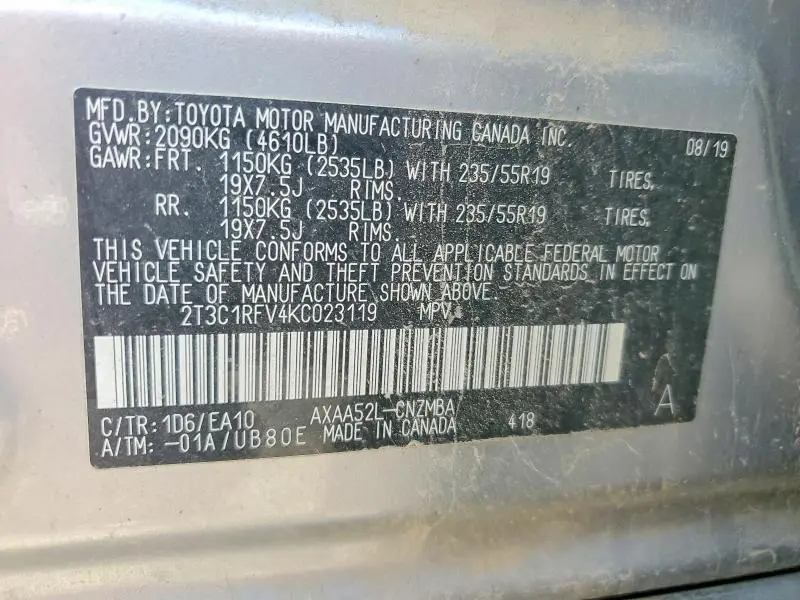 MFD.BY:TOYOTA MOTOR MANUFACTURING CANADA INC. 08/19
GVWR:2090KG (4610LB)
GAWR:FRT. 1150KG (2535LB) WITH 235/55R19 TIRES,
19X7.5J RIMS.
RR. 1150KG (2535LB) WITH 235/55R19 TIRES,
19X7.5J RIMS.
THIS VEHICLE CONFORMS TO ALL APPLICABLE FEDERAL MOTOR
VEHICLE SAFETY AND THEFT PREVENTION STANDARDS IN EFFECT ON
THE DATE OF MANUFACTURE SHOWN ABOVE.
2T3C1RFV4KC023119 MPV
C/TR:1D6/EA10 AXAA52L-CNZMBA
A/TM:-01A/UB80E MADE IN CANADA 418
A